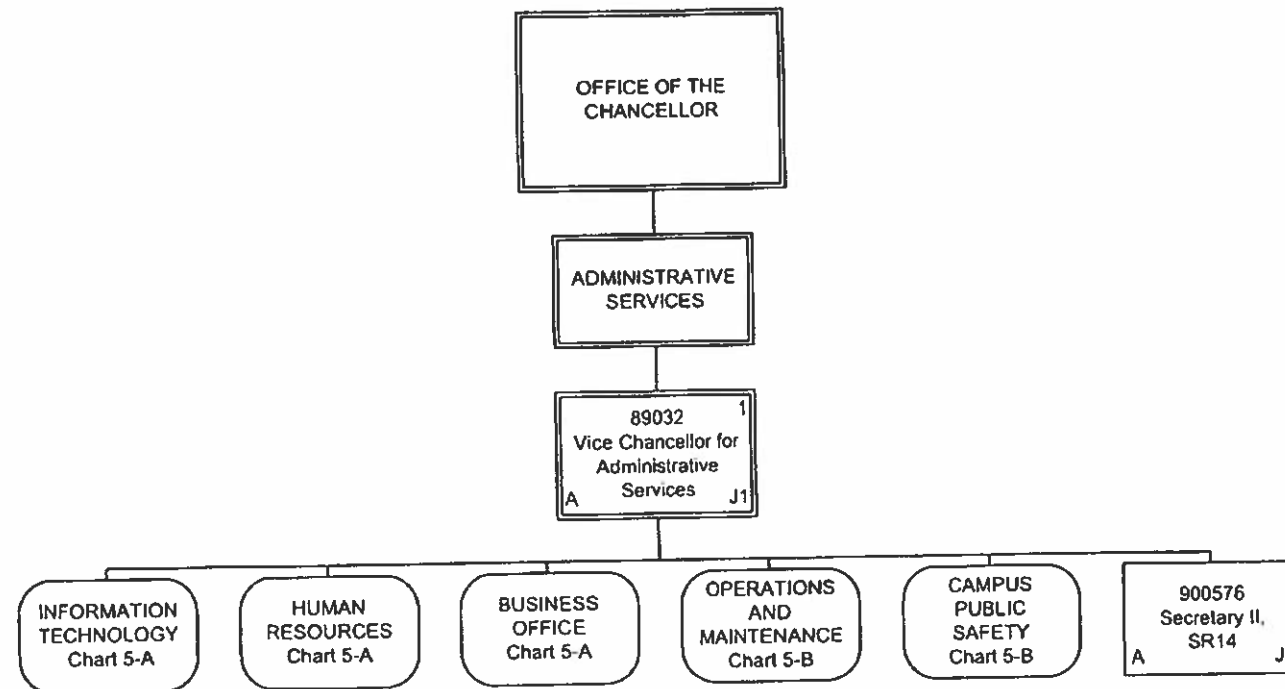 OFFICE OF THE
CHANCELLOR
ADMINISTRATIVE
SERVICES
89032 1
Vice Chancellor for
Administrative
Services
A J1
INFORMATION
TECHNOLOGY
Chart 5-A
HUMAN
RESOURCES
Chart 5-A
BUSINESS
OFFICE
Chart 5-A
OPERATIONS
AND
MAINTENANCE
Chart 5-B
CAMPUS
PUBLIC
SAFETY
Chart 5-B
900576
Secretary II,
SR14
A J